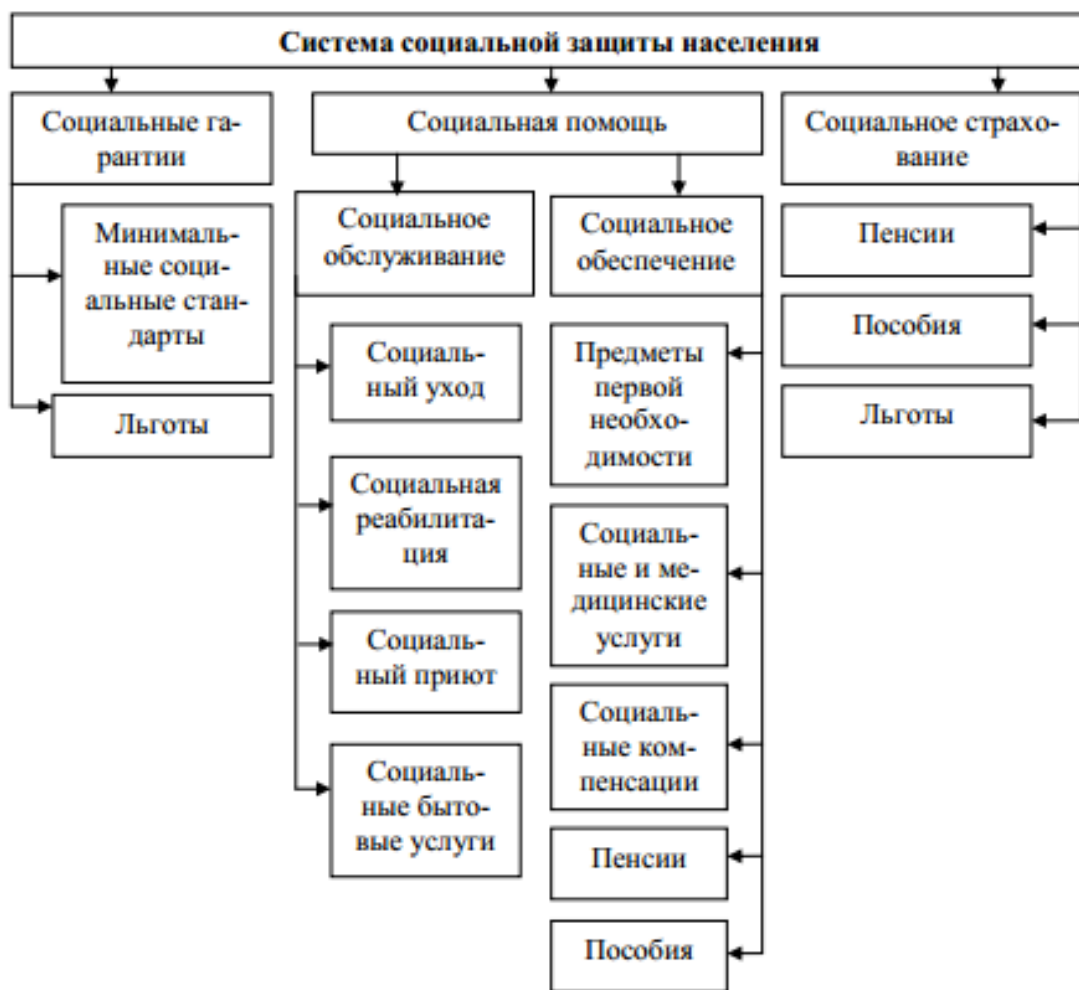 Система социальной защиты населения
Социальные га-
рантии
Минималь-
ные соци-
альные стан-
дарты
Льготы
Социальная помощь
Социальное
обслуживание
Социаль-
ный уход
Социальная
реабилита-
ция
Социаль-
ный приют
Социаль-
ные быто-
вые услуги
Социальное
обеспечение
Предметы
первой
необхо-
димости
Социаль-
ные и ме-
дицинские
услуги
Социаль-
ные ком-
пенсации
Пенсии
Пособия
Социальное страхо-
вание
Пенсии
Пособия
Льготы